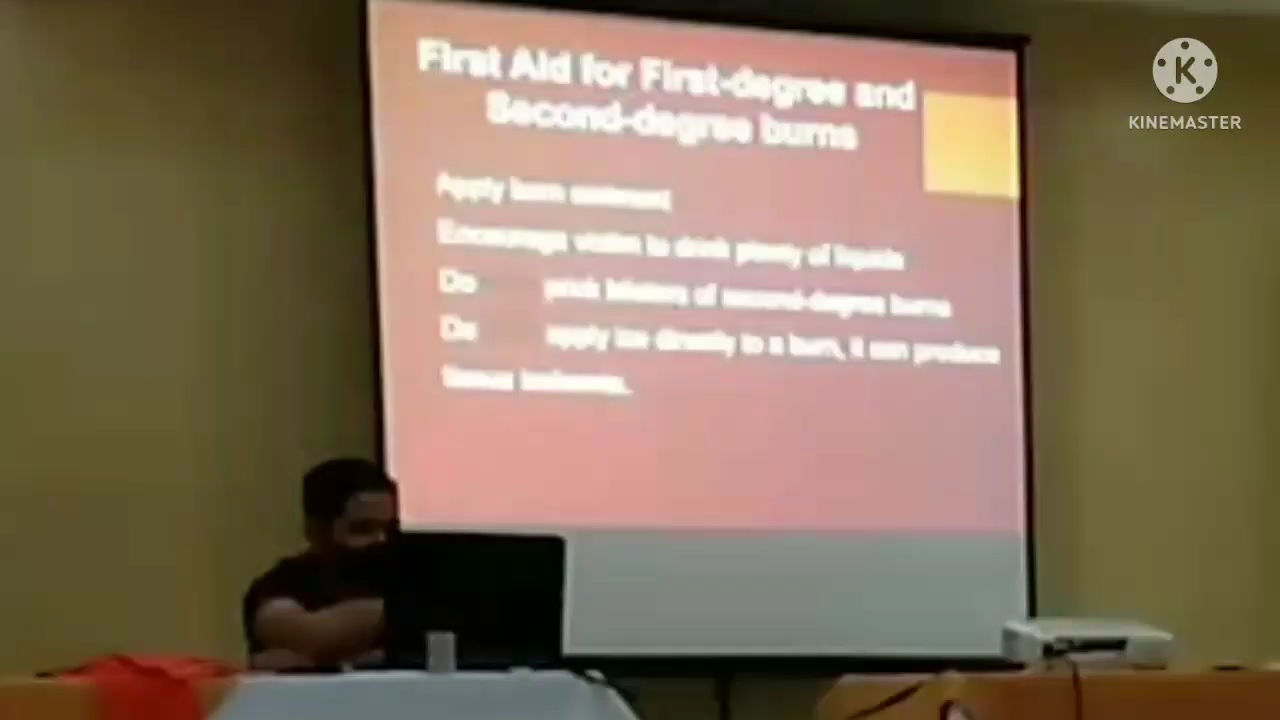 First Aid for First-degree and
Second-degree burns
Apply burn ointment
Encourage victim to drink plenty of liquids
Do prick blisters of second-degree burns
Do apply ice directly to a burn, it can produce
K
KINEMASTER